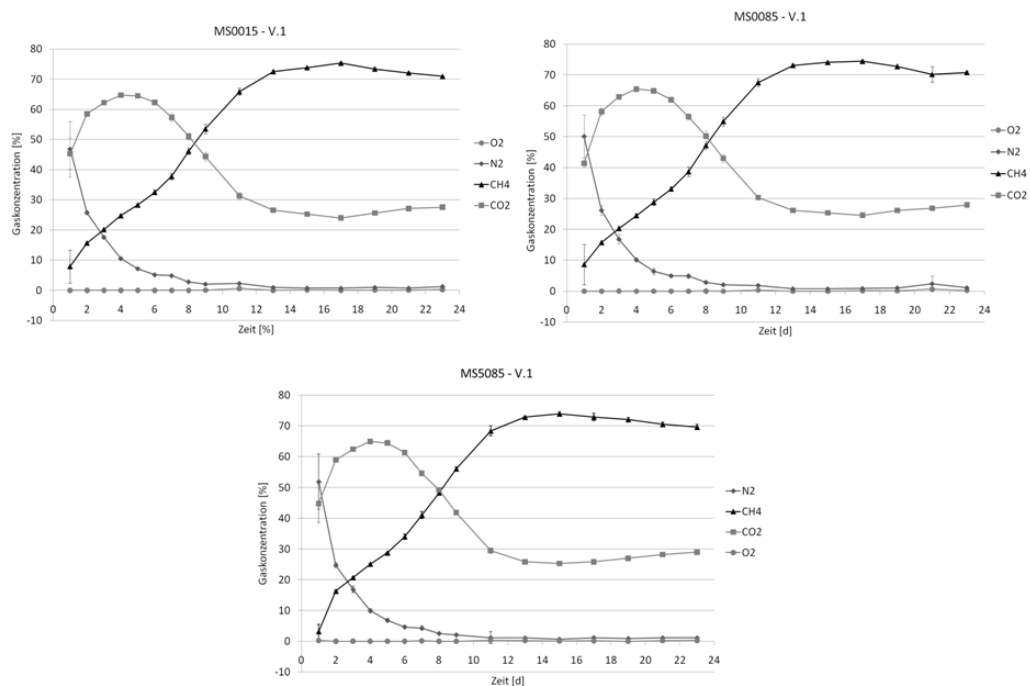 MS0015 - V.1
80
70
60
50
40
30
20
10
0
-10
Gaskonzentration [%]
0 2 4 6 8 10 12 14 16 18 20 22 24
Zeit [%]
O2
N2
CH4
CO2
MS0085 - V.1
80
70
60
50
40
30
20
10
0
-10
Gaskonzentration [%]
0 2 4 6 8 10 12 14 16 18 20 22 24
Zeit [d]
O2
N2
CH4
CO2
MS5085 - V.1
80
70
60
50
40
30
20
10
0
-10
Gaskonzentration [%]
0 2 4 6 8 10 12 14 16 18 20 22 24
Zeit [d]
N2
CH4
CO2
O2